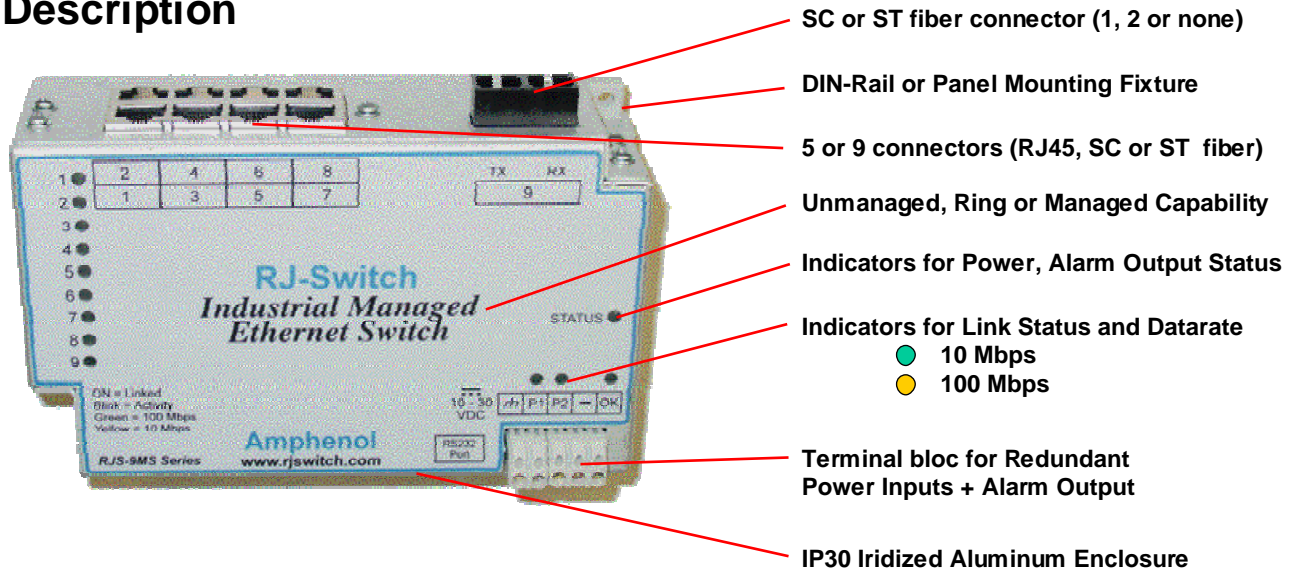 Description
SC or ST fiber connector (1, 2 or none)
DIN-Rail or Panel Mounting Fixture
5 or 9 connectors (RJ45, SC or ST fiber)
Unmanaged, Ring or Managed Capability
Indicators for Power, Alarm Output Status
Indicators for Link Status and Datarate
10 Mbps
100 Mbps
Terminal bloc for Redundant
Power Inputs + Alarm Output
IP30 Iridized Aluminum Enclosure
2 4 6 8
1 3 5 7
TX RX
9
1
2
3
4
5
6
7
8
9
RJ-Switch
Industrial Managed
Ethernet Switch
STATUS
ON = Linked
Blink = Activity
Green = 100 Mbps
Yellow = 10 Mbps
10 - 30
VDC
P1 P2 – OK
Amphenol
RS232
Port
RJS-9MS Series
www.rjswitch.com